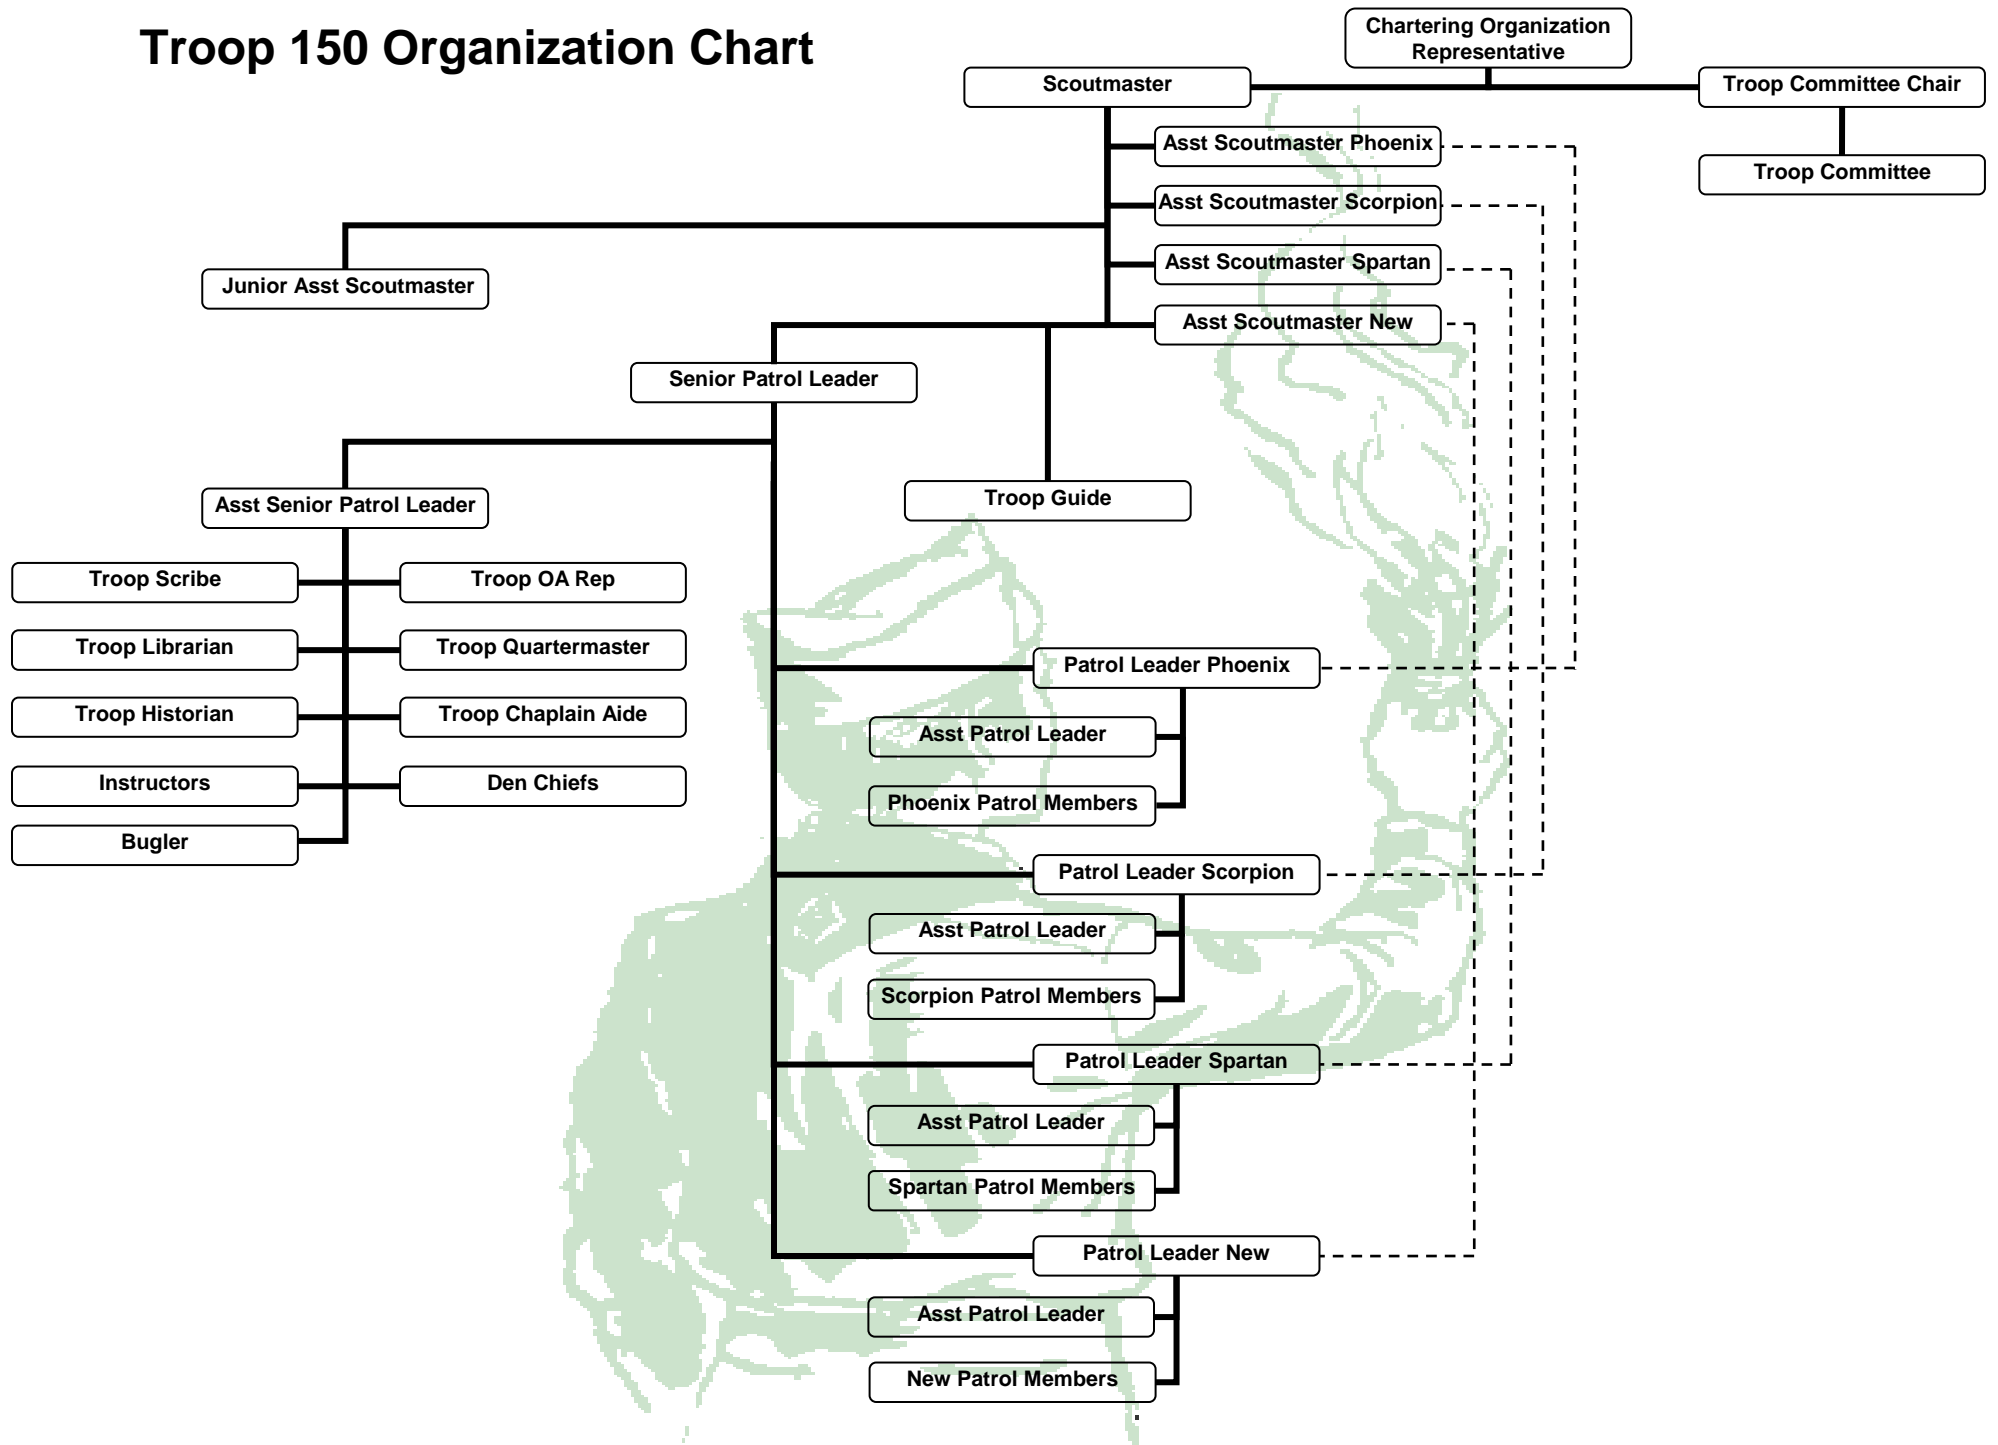 Troop 150 Organization Chart
Chartering Organization
Representative
Scoutmaster
Troop Committee Chair
Asst Scoutmaster Phoenix
Troop Committee
Asst Scoutmaster Scorpion
Asst Scoutmaster Spartan
Junior Asst Scoutmaster
Asst Scoutmaster New
Senior Patrol Leader
Asst Senior Patrol Leader
Troop Guide
Troop Scribe
Troop OA Rep
Troop Librarian
Troop Quartermaster
Troop Historian
Troop Chaplain Aide
Instructors
Den Chiefs
Bugler
Patrol Leader Phoenix
Asst Patrol Leader
Phoenix Patrol Members
Patrol Leader Scorpion
Asst Patrol Leader
Scorpion Patrol Members
Patrol Leader Spartan
Asst Patrol Leader
Spartan Patrol Members
Patrol Leader New
Asst Patrol Leader
New Patrol Members